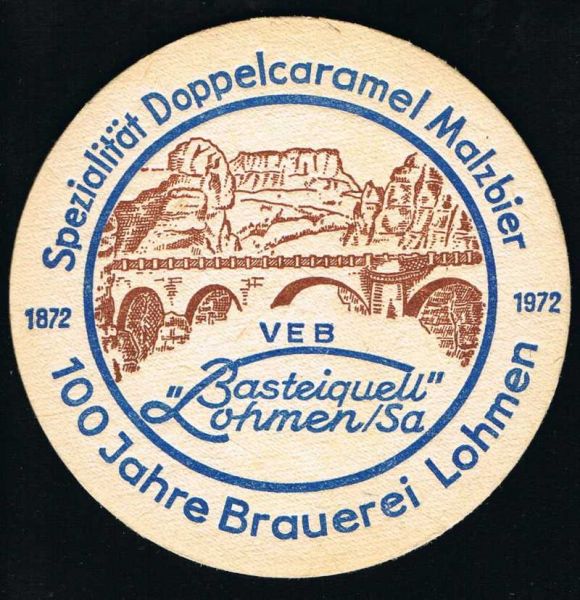 Spezialität Doppelcaramel Malzbier
1872
1972
VEB
„Basteiquell"
Lohmen/Sa
100 Jahre Brauerei Lohmen